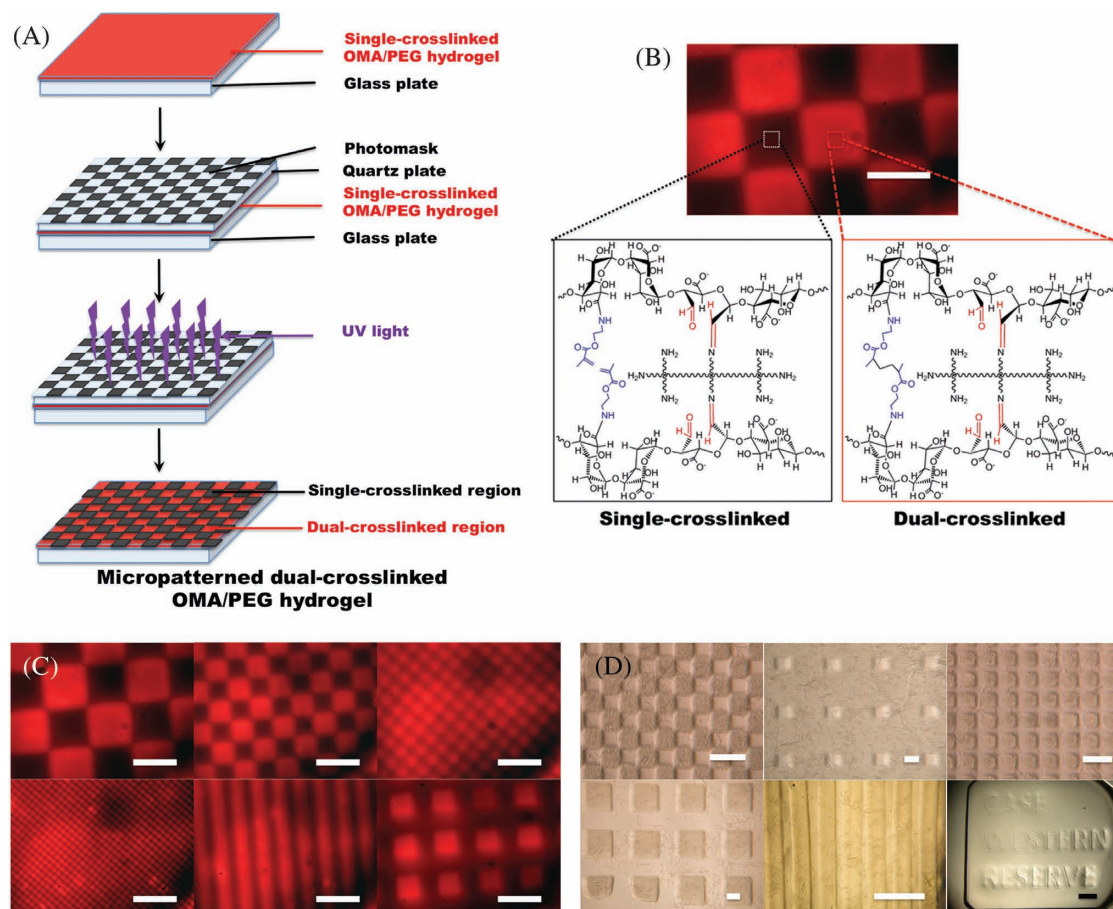 (A)
Single-crosslinked
OMA/PEG hydrogel
Glass plate
Photomask
Quartz plate
Single-crosslinked
OMA/PEG hydrogel
Glass plate
UV light
Single-crosslinked region
Dual-crosslinked region
Micropatterned dual-crosslinked
OMA/PEG hydrogel
(B)
Single-crosslinked
Dual-crosslinked
(C)
(D)
CASE
WESTERN
RESERVE